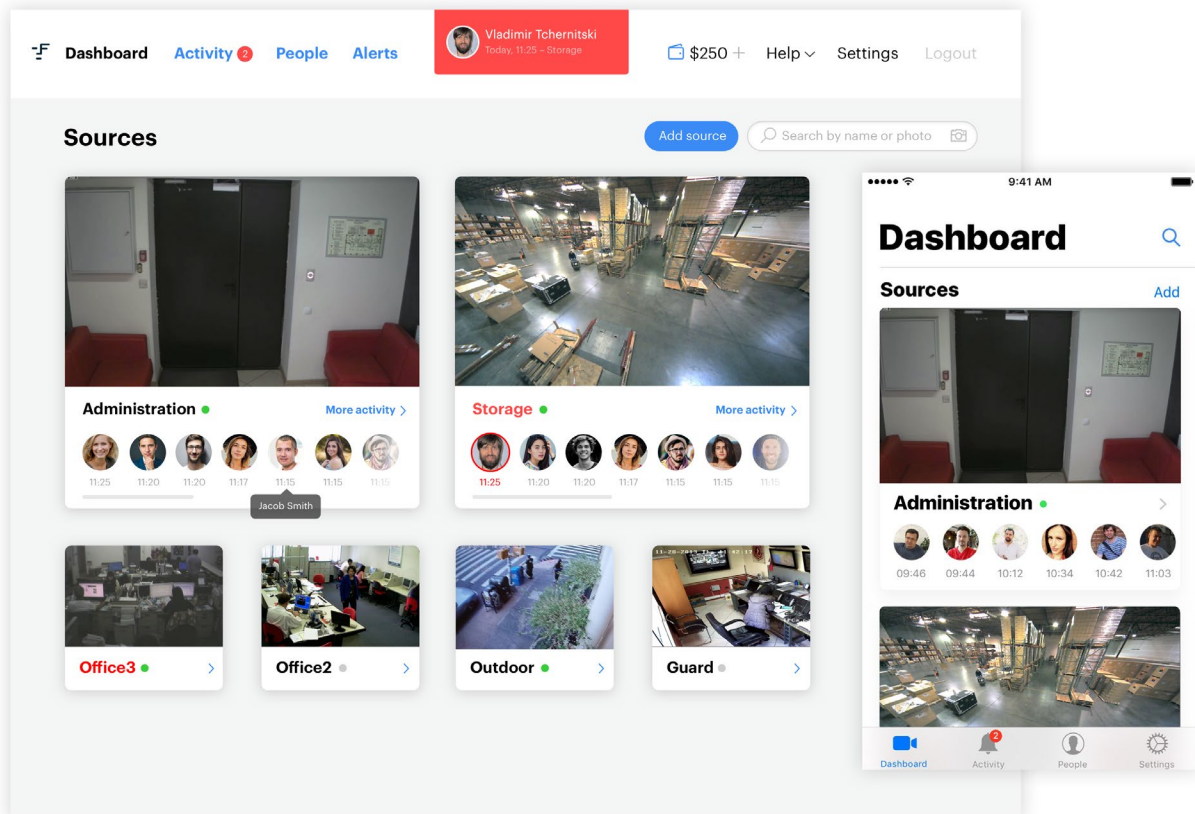 Dashboard Activity 2 People Alerts
Vladimir Tchernitski
Today, 11:25 – Storage
$250 + Help Settings Logout
Sources
Add source
Search by name or photo
Administration
More activity
11:25 11:20 11:20 11:17 11:15 11:15 11:15
Jacob Smith
Storage
More activity
11:25 11:20 11:20 11:17 11:15 11:15 11:15
Office3
Office2
Outdoor
Guard
9:41 AM
Dashboard
Sources
Add
Administration
09:46 09:44 10:12 10:34 10:42 11:03
2
Dashboard Activity People Settings